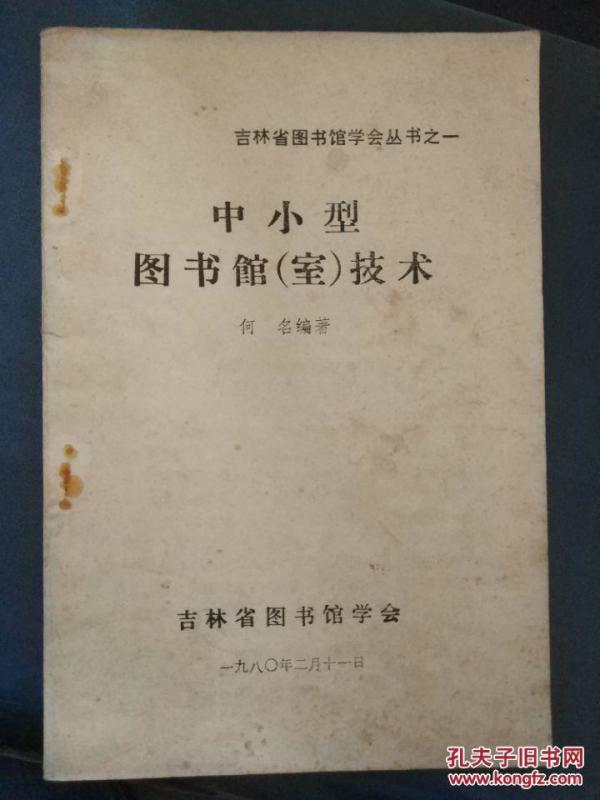 吉林省图书馆学会丛书之一
中小型
图书館(室)技术
何 名编著
吉林省图书馆学会
一九八〇年二月十一日
孔夫子旧书网
www.kongfz.com